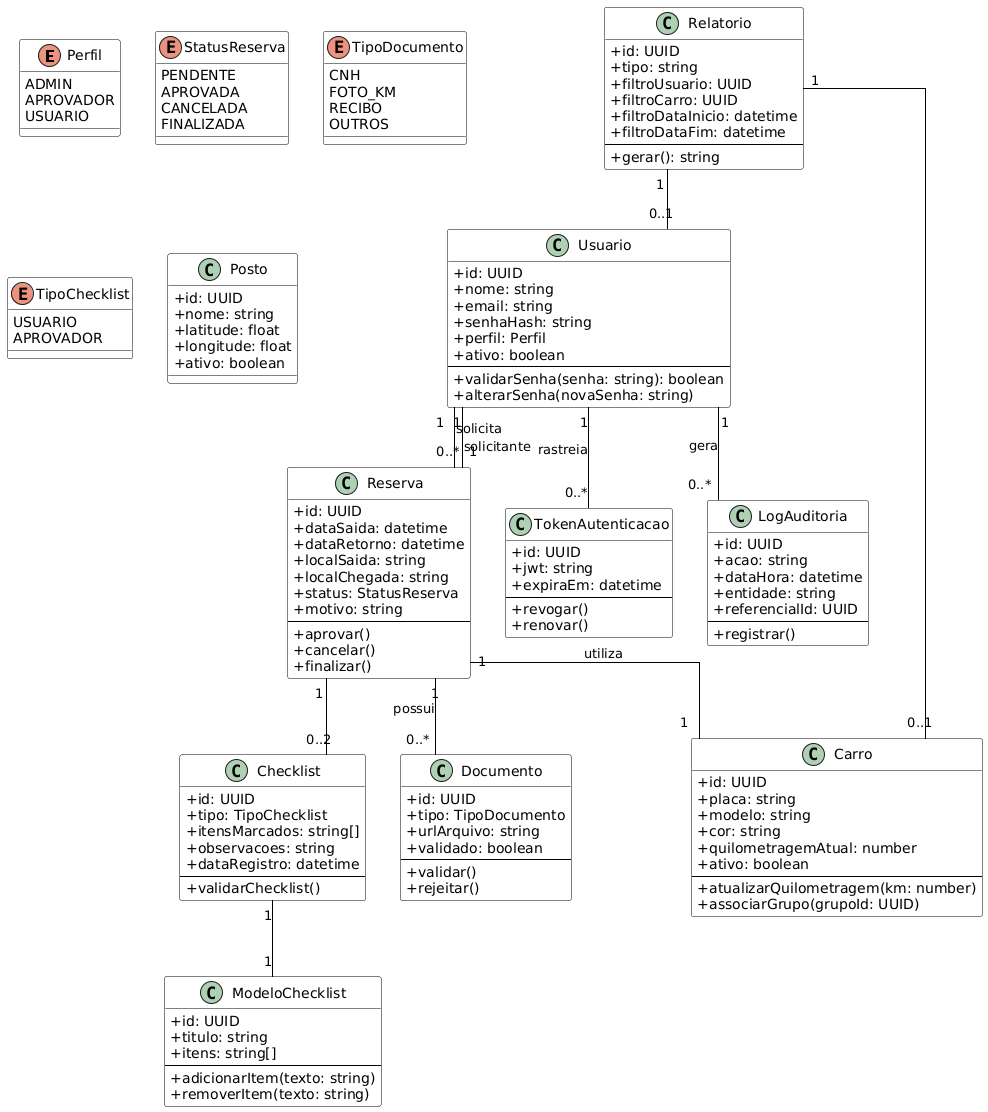 E Perfil
ADMIN
APROVADOR
USUARIO
E StatusReserva
PENDENTE
APROVADA
CANCELADA
FINALIZADA
E TipoDocumento
CNH
FOTO_KM
RECIBO
OUTROS
C Relatorio
+id: UUID
+tipo: string
+filtroUsuario: UUID
+filtroCarro: UUID
+filtroDataInicio: datetime
+filtroDataFim: datetime
+gerar(): string
1
1
0..1
E TipoChecklist
USUARIO
APROVADOR
C Posto
+id: UUID
+nome: string
+latitude: float
+longitude: float
+ativo: boolean
C Usuario
+id: UUID
+nome: string
+email: string
+senhaHash: string
+perfil: Perfil
+ativo: boolean
+validarSenha(senha: string): boolean
+alterarSenha(novaSenha: string)
1
1
solicita
solicitante
0..*
1
1
rastreia
0..*
1
gera
0..*
C Reserva
+id: UUID
+dataSaida: datetime
+dataRetorno: datetime
+localSaida: string
+localChegada: string
+status: StatusReserva
+motivo: string
+aprovar()
+cancelar()
+finalizar()
C TokenAutenticacao
+id: UUID
+jwt: string
+expiraEm: datetime
+revogar()
+renovar()
C LogAuditoria
+id: UUID
+acao: string
+dataHora: datetime
+entidade: string
+referenciaId: UUID
+registrar()
1
utiliza
1
0..1
1
0..2
1
possui
0..*
C Checklist
+id: UUID
+tipo: TipoChecklist
+itensMarcados: string[]
+observacoes: string
+dataRegistro: datetime
+validarChecklist()
C Documento
+id: UUID
+tipo: TipoDocumento
+urlArquivo: string
+validado: boolean
+validar()
+rejeitar()
C Carro
+id: UUID
+placa: string
+modelo: string
+cor: string
+quilometragemAtual: number
+ativo: boolean
+atualizarQuilometragem(km: number)
+associarGrupo(grupoId: UUID)
1
1
C ModeloChecklist
+id: UUID
+titulo: string
+itens: string[]
+adicionarItem(texto: string)
+removerItem(texto: string)